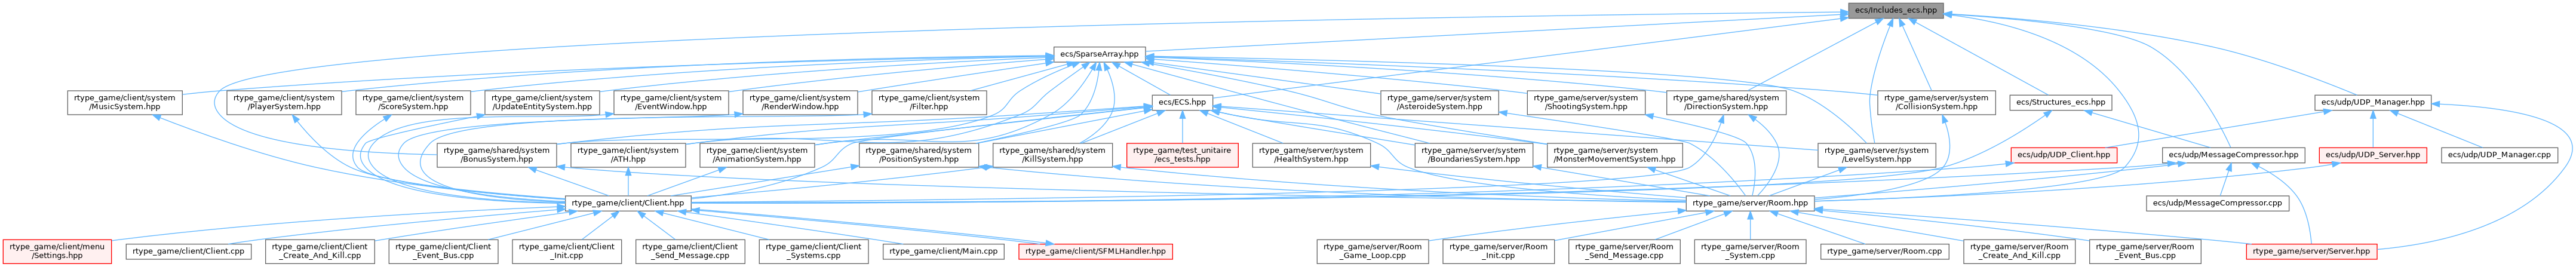 ecs/Includes_ecs.hpp
ecs/SparseArray.hpp
rtype_game/client/system
/MusicSystem.hpp
rtype_game/client/system
/PlayerSystem.hpp
rtype_game/client/system
/ScoreSystem.hpp
rtype_game/client/system
/UpdateEntitySystem.hpp
rtype_game/client/system
/EventWindow.hpp
rtype_game/client/system
/RenderWindow.hpp
rtype_game/client/system
/Filter.hpp
ecs/ECS.hpp
rtype_game/server/system
/AsteroideSystem.hpp
rtype_game/server/system
/ShootingSystem.hpp
rtype_game/shared/system
/DirectionSystem.hpp
rtype_game/server/system
/CollisionSystem.hpp
ecs/Structures_ecs.hpp
ecs/udp/UDP_Manager.hpp
rtype_game/shared/system
/BonusSystem.hpp
rtype_game/client/system
/ATH.hpp
rtype_game/client/system
/AnimationSystem.hpp
rtype_game/shared/system
/PositionSystem.hpp
rtype_game/shared/system
/KillSystem.hpp
rtype_game/test_unitaire
/ecs_tests.hpp
rtype_game/server/system
/HealthSystem.hpp
rtype_game/server/system
/BoundariesSystem.hpp
rtype_game/server/system
/MonsterMovementSystem.hpp
rtype_game/server/system
/LevelSystem.hpp
ecs/udp/UDP_Client.hpp
ecs/udp/MessageCompressor.hpp
ecs/udp/UDP_Server.hpp
ecs/udp/UDP_Manager.cpp
rtype_game/client/Client.hpp
rtype_game/server/Room.hpp
ecs/udp/MessageCompressor.cpp
rtype_game/client/menu
/Settings.hpp
rtype_game/client/Client.cpp
rtype_game/client/Client
_Create_And_Kill.cpp
rtype_game/client/Client
_Event_Bus.cpp
rtype_game/client/Client
_Init.cpp
rtype_game/client/Client
_Send_Message.cpp
rtype_game/client/Client
_Systems.cpp
rtype_game/client/Main.cpp
rtype_game/client/SFMLHandler.hpp
rtype_game/server/Room
_Game_Loop.cpp
rtype_game/server/Room
_Init.cpp
rtype_game/server/Room
_Send_Message.cpp
rtype_game/server/Room
_System.cpp
rtype_game/server/Room.cpp
rtype_game/server/Room
_Create_And_Kill.cpp
rtype_game/server/Room
_Event_Bus.cpp
rtype_game/server/Server.hpp